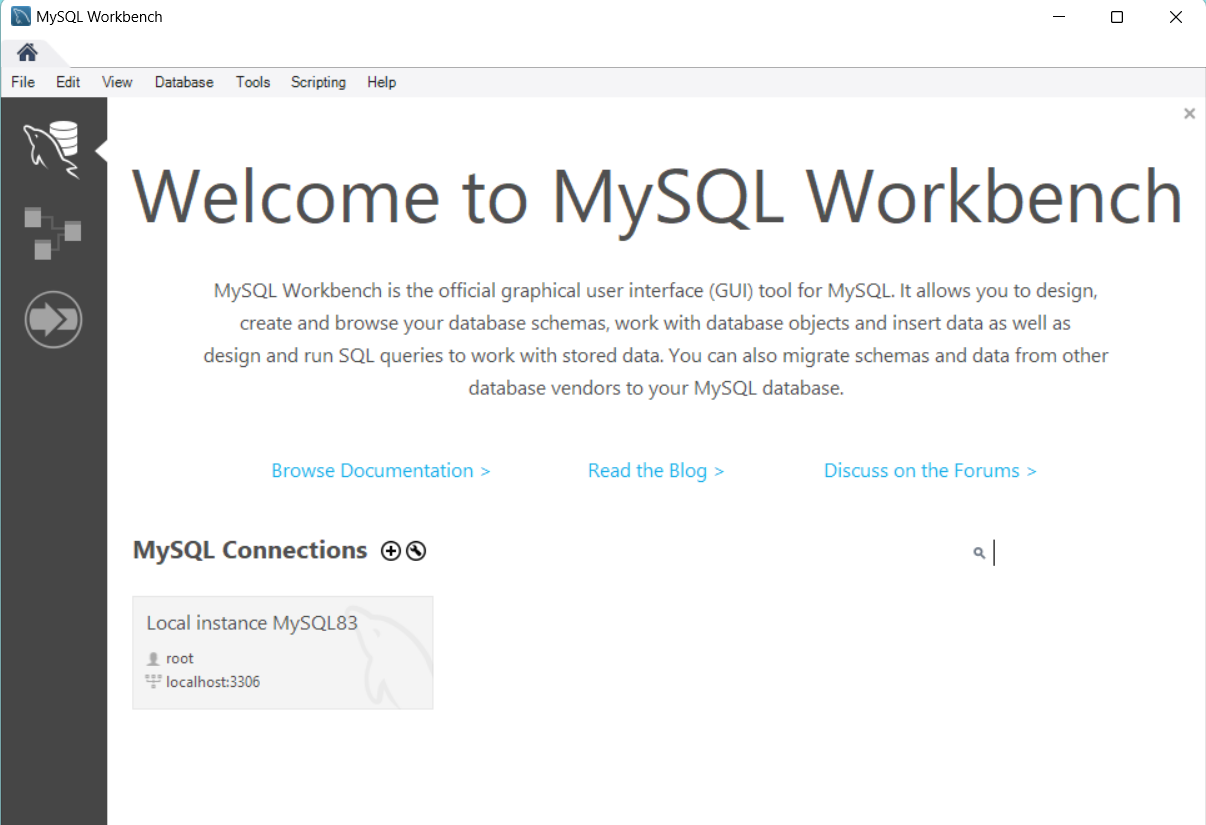 MySQL Workbench
File Edit View Database Tools Scripting Help
Welcome to MySQL Workbench
MySQL Workbench is the official graphical user interface (GUI) tool for MySQL. It allows you to design,
create and browse your database schemas, work with database objects and insert data as well as
design and run SQL queries to work with stored data. You can also migrate schemas and data from other
database vendors to your MySQL database.
Browse Documentation > Read the Blog > Discuss on the Forums >
MySQL Connections
Local instance MySQL83
root
localhost:3306